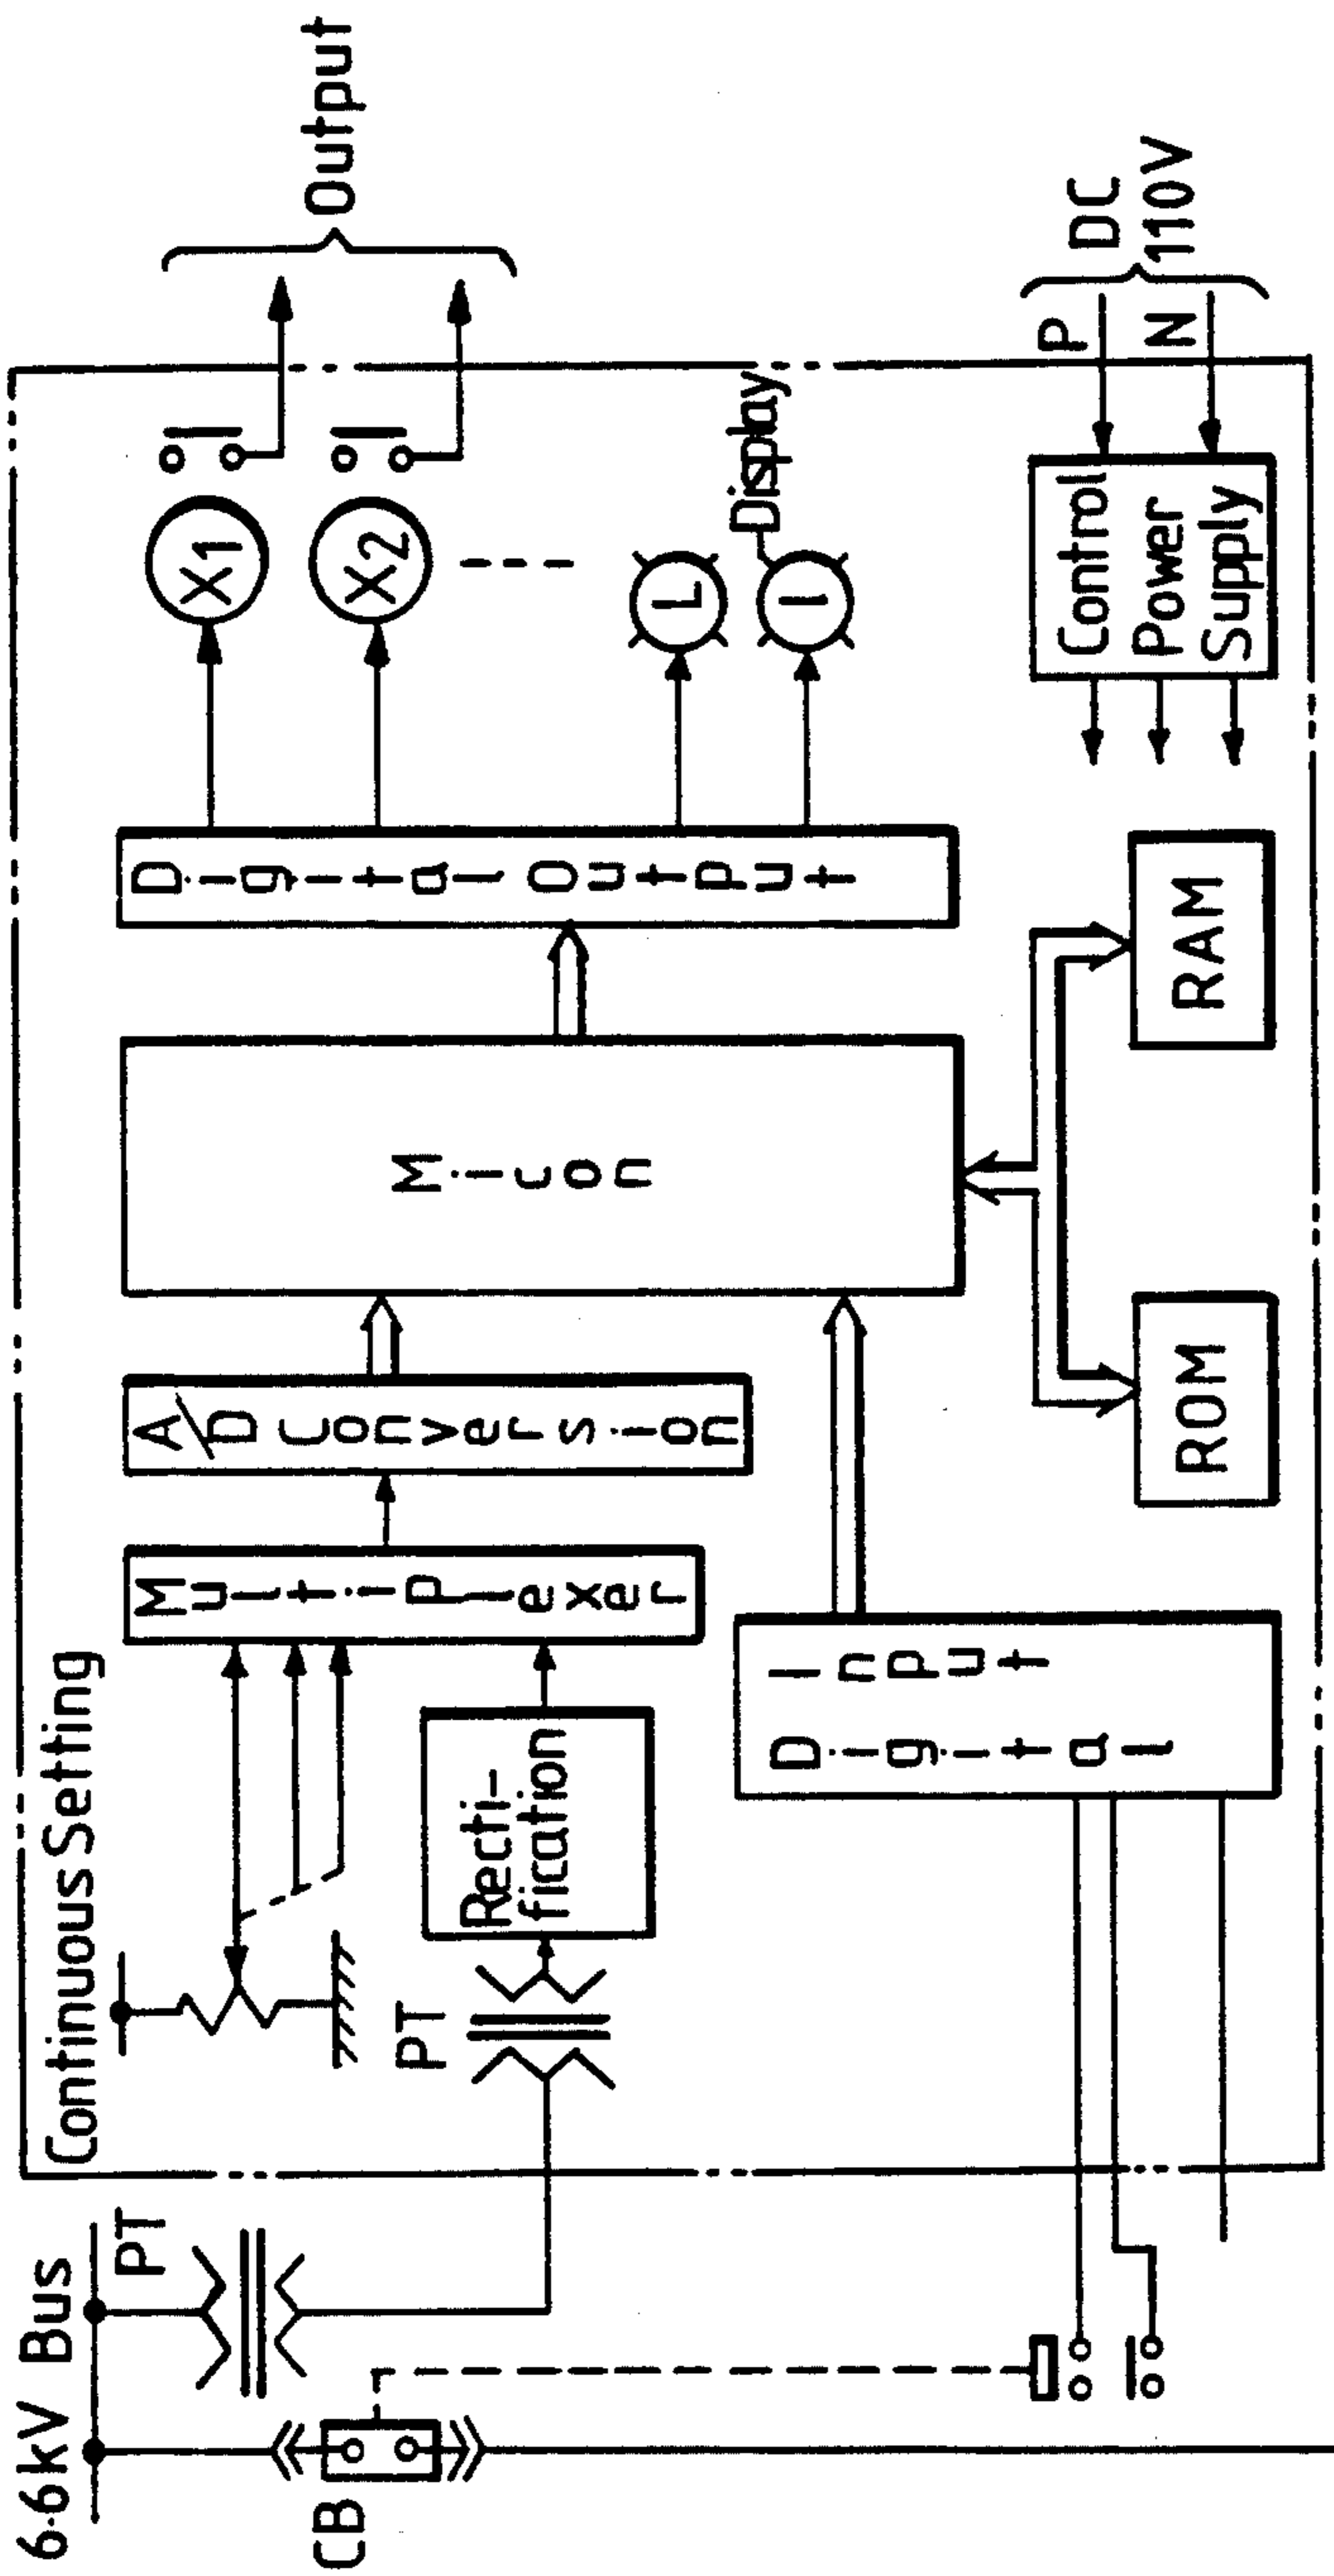 6·6kV Bus
PT
CB
Continuous Setting
PT
Recti-
fication
Multiplexer
A/D Conversion
Digital
Input
Micon
ROM
RAM
Digital Output
X1
X2
L
I
Display
Output
Control
Power
Supply
P
N
DC
110V